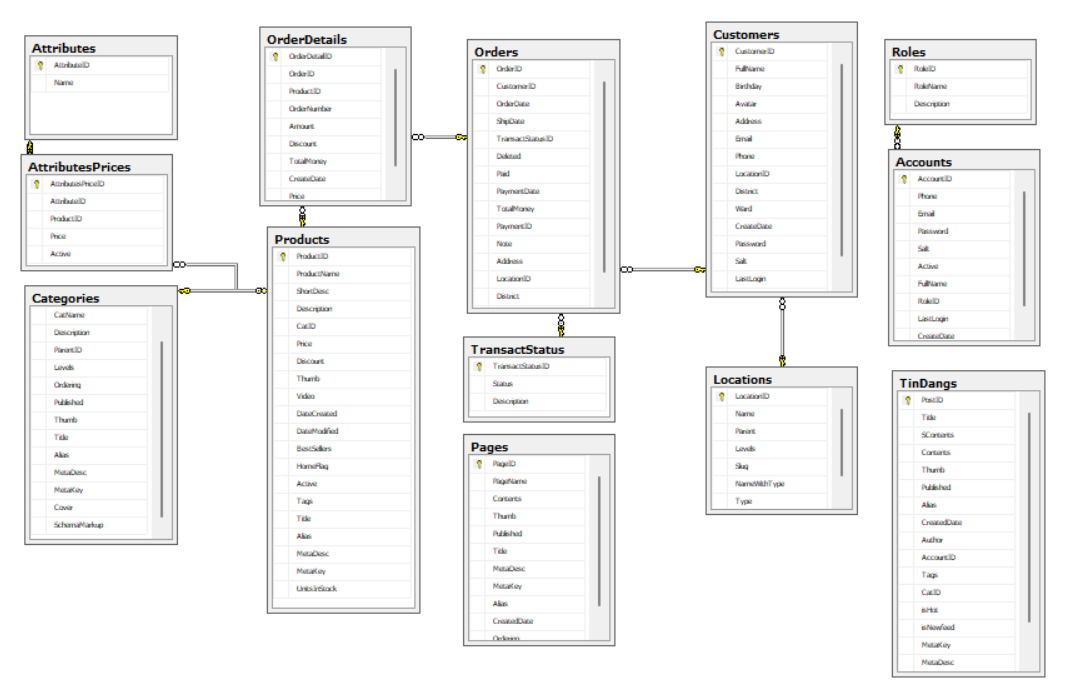 Attributes
AttributeID
Name
AttributesPrices
AttributesPriceID
AttributeID
ProductID
Price
Active
Categories
CatName
Description
ParentID
Levels
Ordering
Published
Thumb
Title
Alias
MetaDesc
MetaKey
Cover
SchemaMarkup
OrderDetails
OrderDetailID
OrderID
ProductID
OrderNumber
Amount
Discount
TotalMoney
CreateDate
Price
Products
ProductID
ProductName
ShortDesc
Description
CatID
Price
Discount
Thumb
Video
DateCreated
DateModified
BestSellers
HomeFlag
Active
Tags
Title
Alias
MetaDesc
MetaKey
UnitsInStock
Orders
OrderID
CustomerID
OrderDate
ShipDate
TransactStatusID
Deleted
Paid
PaymentDate
TotalMoney
PaymentID
Note
Address
LocationID
District
TransactStatus
TransactStatusID
Status
Description
Pages
PageID
PageName
Contents
Thumb
Published
Title
MetaDesc
MetaKey
Alias
CreatedDate
Ordering
Customers
CustomerID
FullName
Birthday
Avatar
Address
Email
Phone
LocationID
District
Ward
CreateDate
Password
Salt
LastLogin
Locations
LocationID
Name
Parent
Levels
Slug
NameWithType
Type
Roles
RoleID
RoleName
Description
Accounts
AccountID
Phone
Email
Password
Salt
Active
FullName
RoleID
LastLogin
CreateDate
TinDangs
PostID
Title
SContents
Contents
Thumb
Published
Alias
CreatedDate
Author
AccountID
Tags
CatID
isHot
isNewfeed
MetaKey
MetaDesc